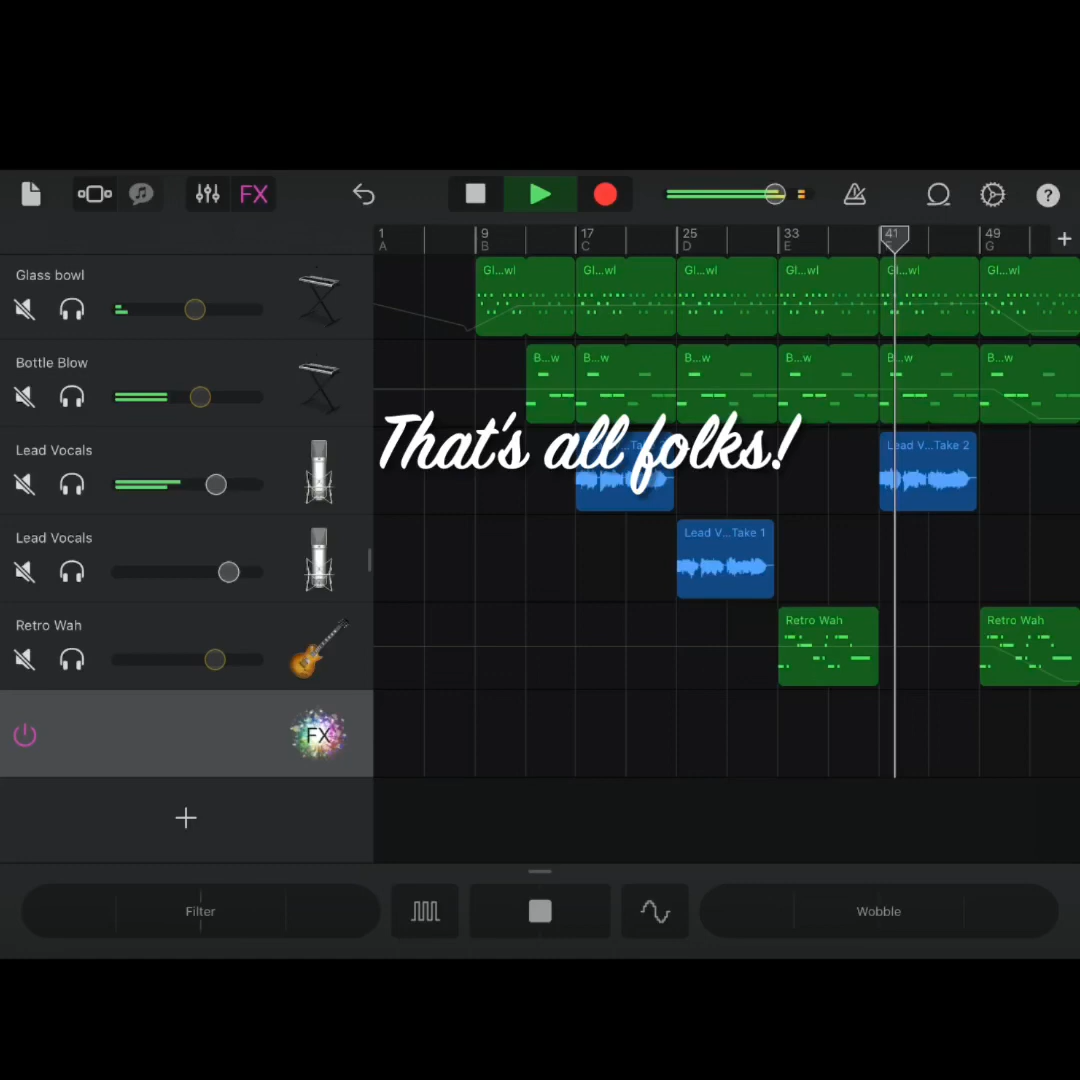 FX
?
1 9 17 25 33 41 49
A B C D E G
Glass bowl
Gl...wl Gl...wl Gl...wl Gl...wl Gl...wl Gl...wl
Bottle Blow
B...w B...w B...w B...w B...w B...w
That's all folks!
Lead Vocals
Lead V...Take 2
Lead Vocals
Lead V...Take 1
Retro Wah
Retro Wah Retro Wah
FX
Filter
Wobble